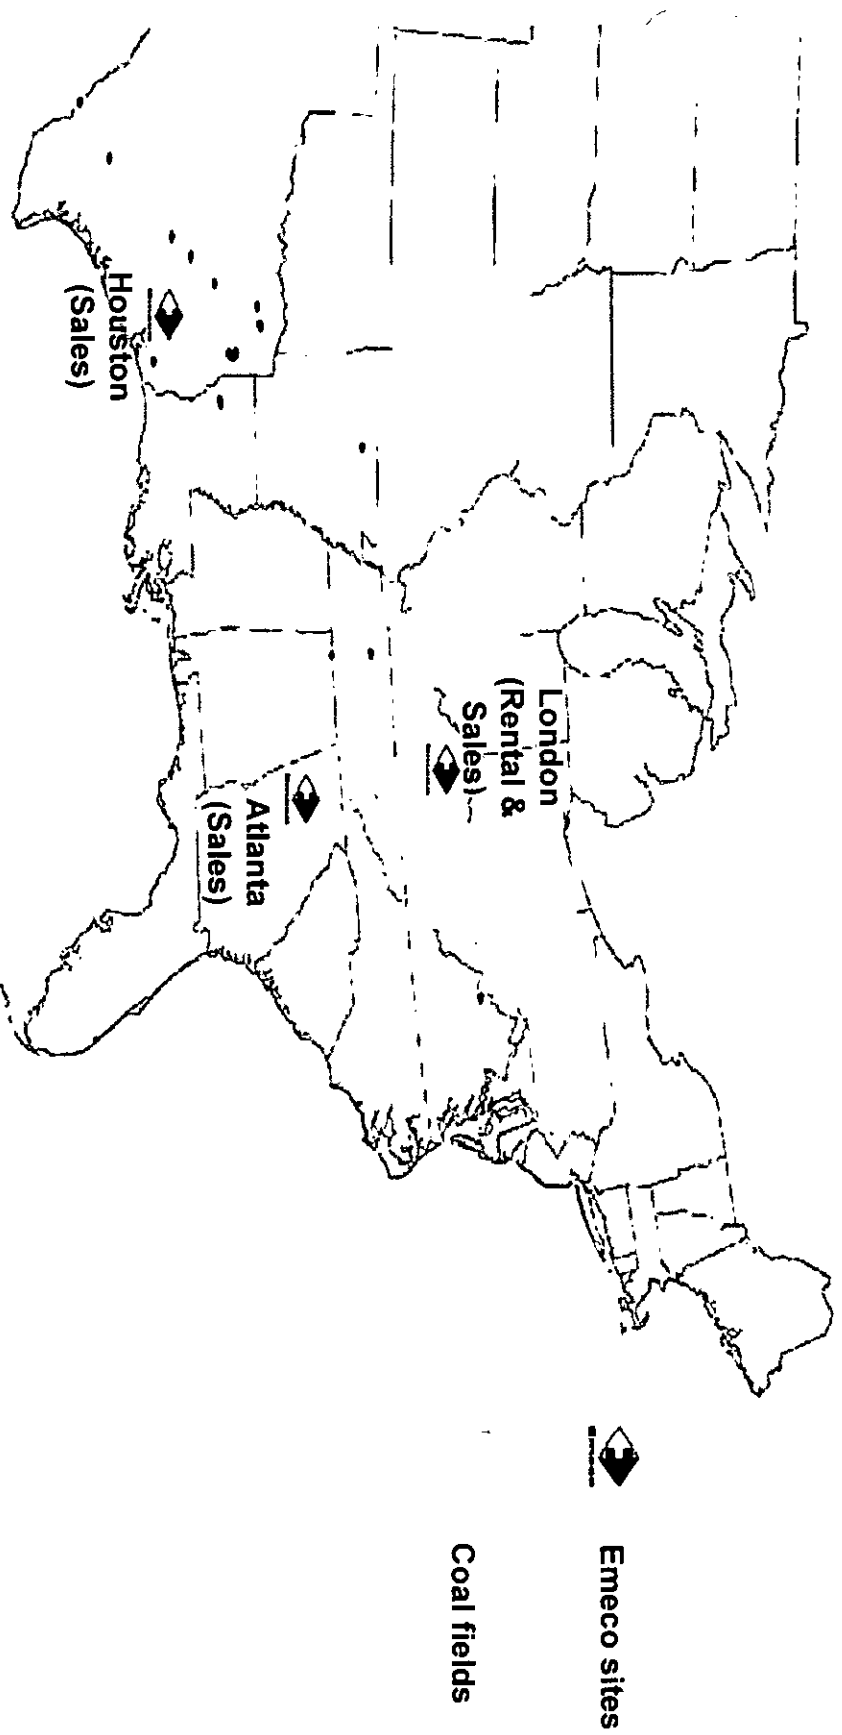 Emeco sites
Coal fields
London
(Rental &
Sales)
Atlanta
(Sales)
Houston
(Sales)